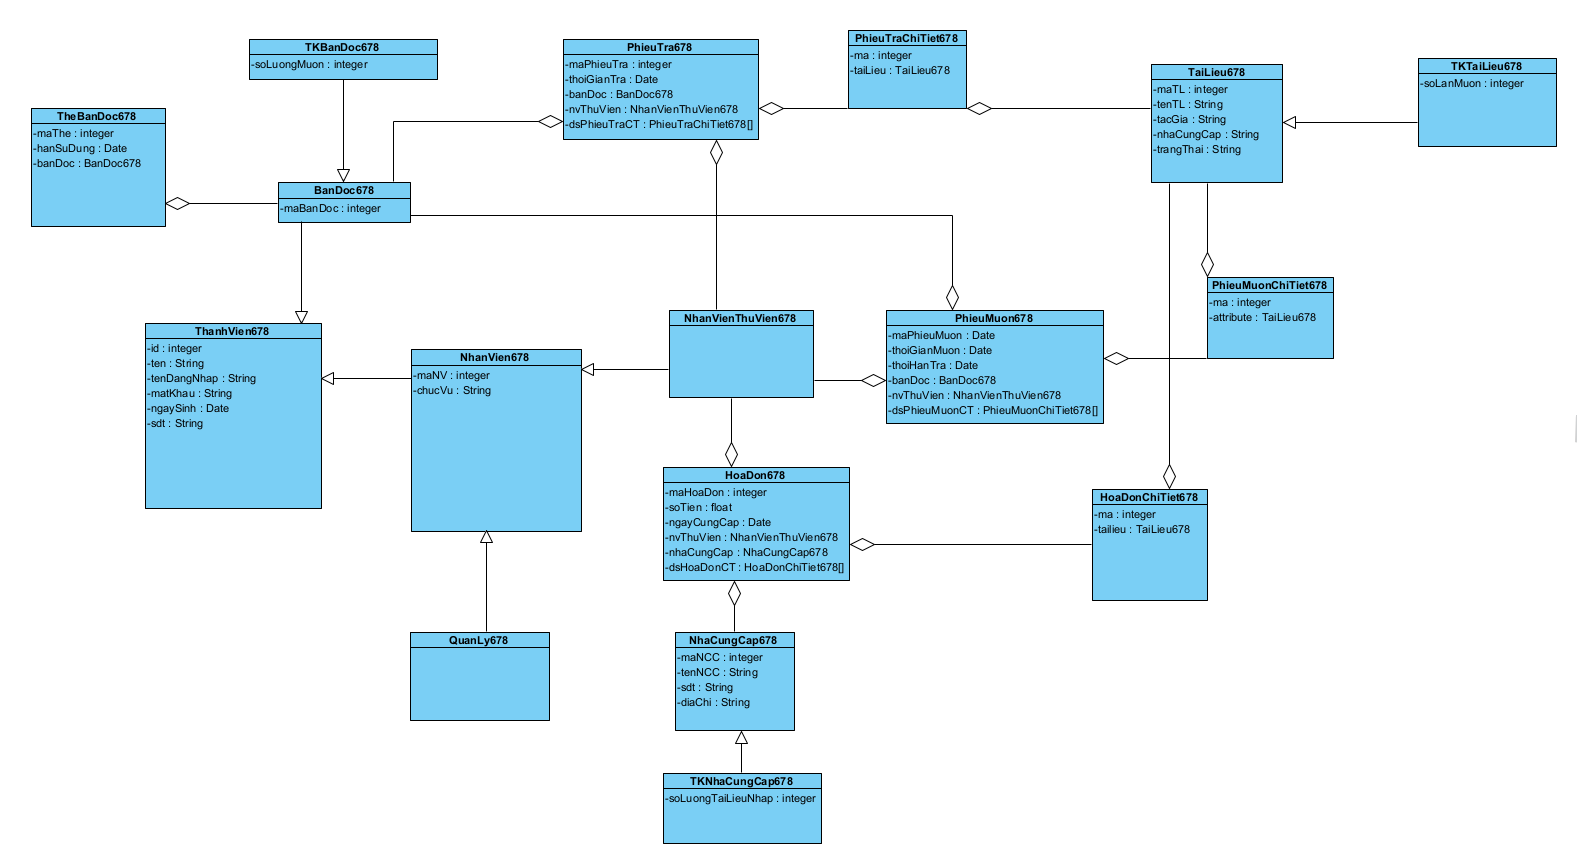 TKBanDoc678
-soLuongMuon : integer
PhieuTra678
-maPhieuTra : integer
-thoiGianTra : Date
-banDoc : BanDoc678
-nvThuVien : NhanVienThuVien678
-dsPhieuTraCT : PhieuTraChiTiet678[]
PhieuTraChiTiet678
-ma : integer
-taiLieu : TaiLieu678
TaiLieu678
-maTL : integer
-tenTL : String
-tacGia : String
-nhaCungCap : String
-trangThai : String
TKTaiLieu678
-soLanMuon : integer
TheBanDoc678
-maThe : integer
-hanSuDung : Date
-banDoc : BanDoc678
BanDoc678
-maBanDoc : integer
PhieuMuonChiTiet678
-ma : integer
-attribute : TaiLieu678
ThanhVien678
-id : integer
-ten : String
-tenDangNhap : String
-matKhau : String
-ngaySinh : Date
-sdt : String
NhanVien678
-maNV : integer
-chucVu : String
NhanVienThuVien678
PhieuMuon678
-maPhieuMuon : Date
-thoiGianMuon : Date
-thoiHanTra : Date
-banDoc : BanDoc678
-nvThuVien : NhanVienThuVien678
-dsPhieuMuonCT : PhieuMuonChiTiet678[]
HoaDon678
-maHoaDon : integer
-soTien : float
-ngayCungCap : Date
-nvThuVien : NhanVienThuVien678
-nhaCungCap : NhaCungCap678
-dsHoaDonCT : HoaDonChiTiet678[]
HoaDonChiTiet678
-ma : integer
-tailieu : TaiLieu678
QuanLy678
NhaCungCap678
-maNCC : integer
-tenNCC : String
-sdt : String
-diaChi : String
TKNhaCungCap678
-soLuongTaiLieuNhap : integer